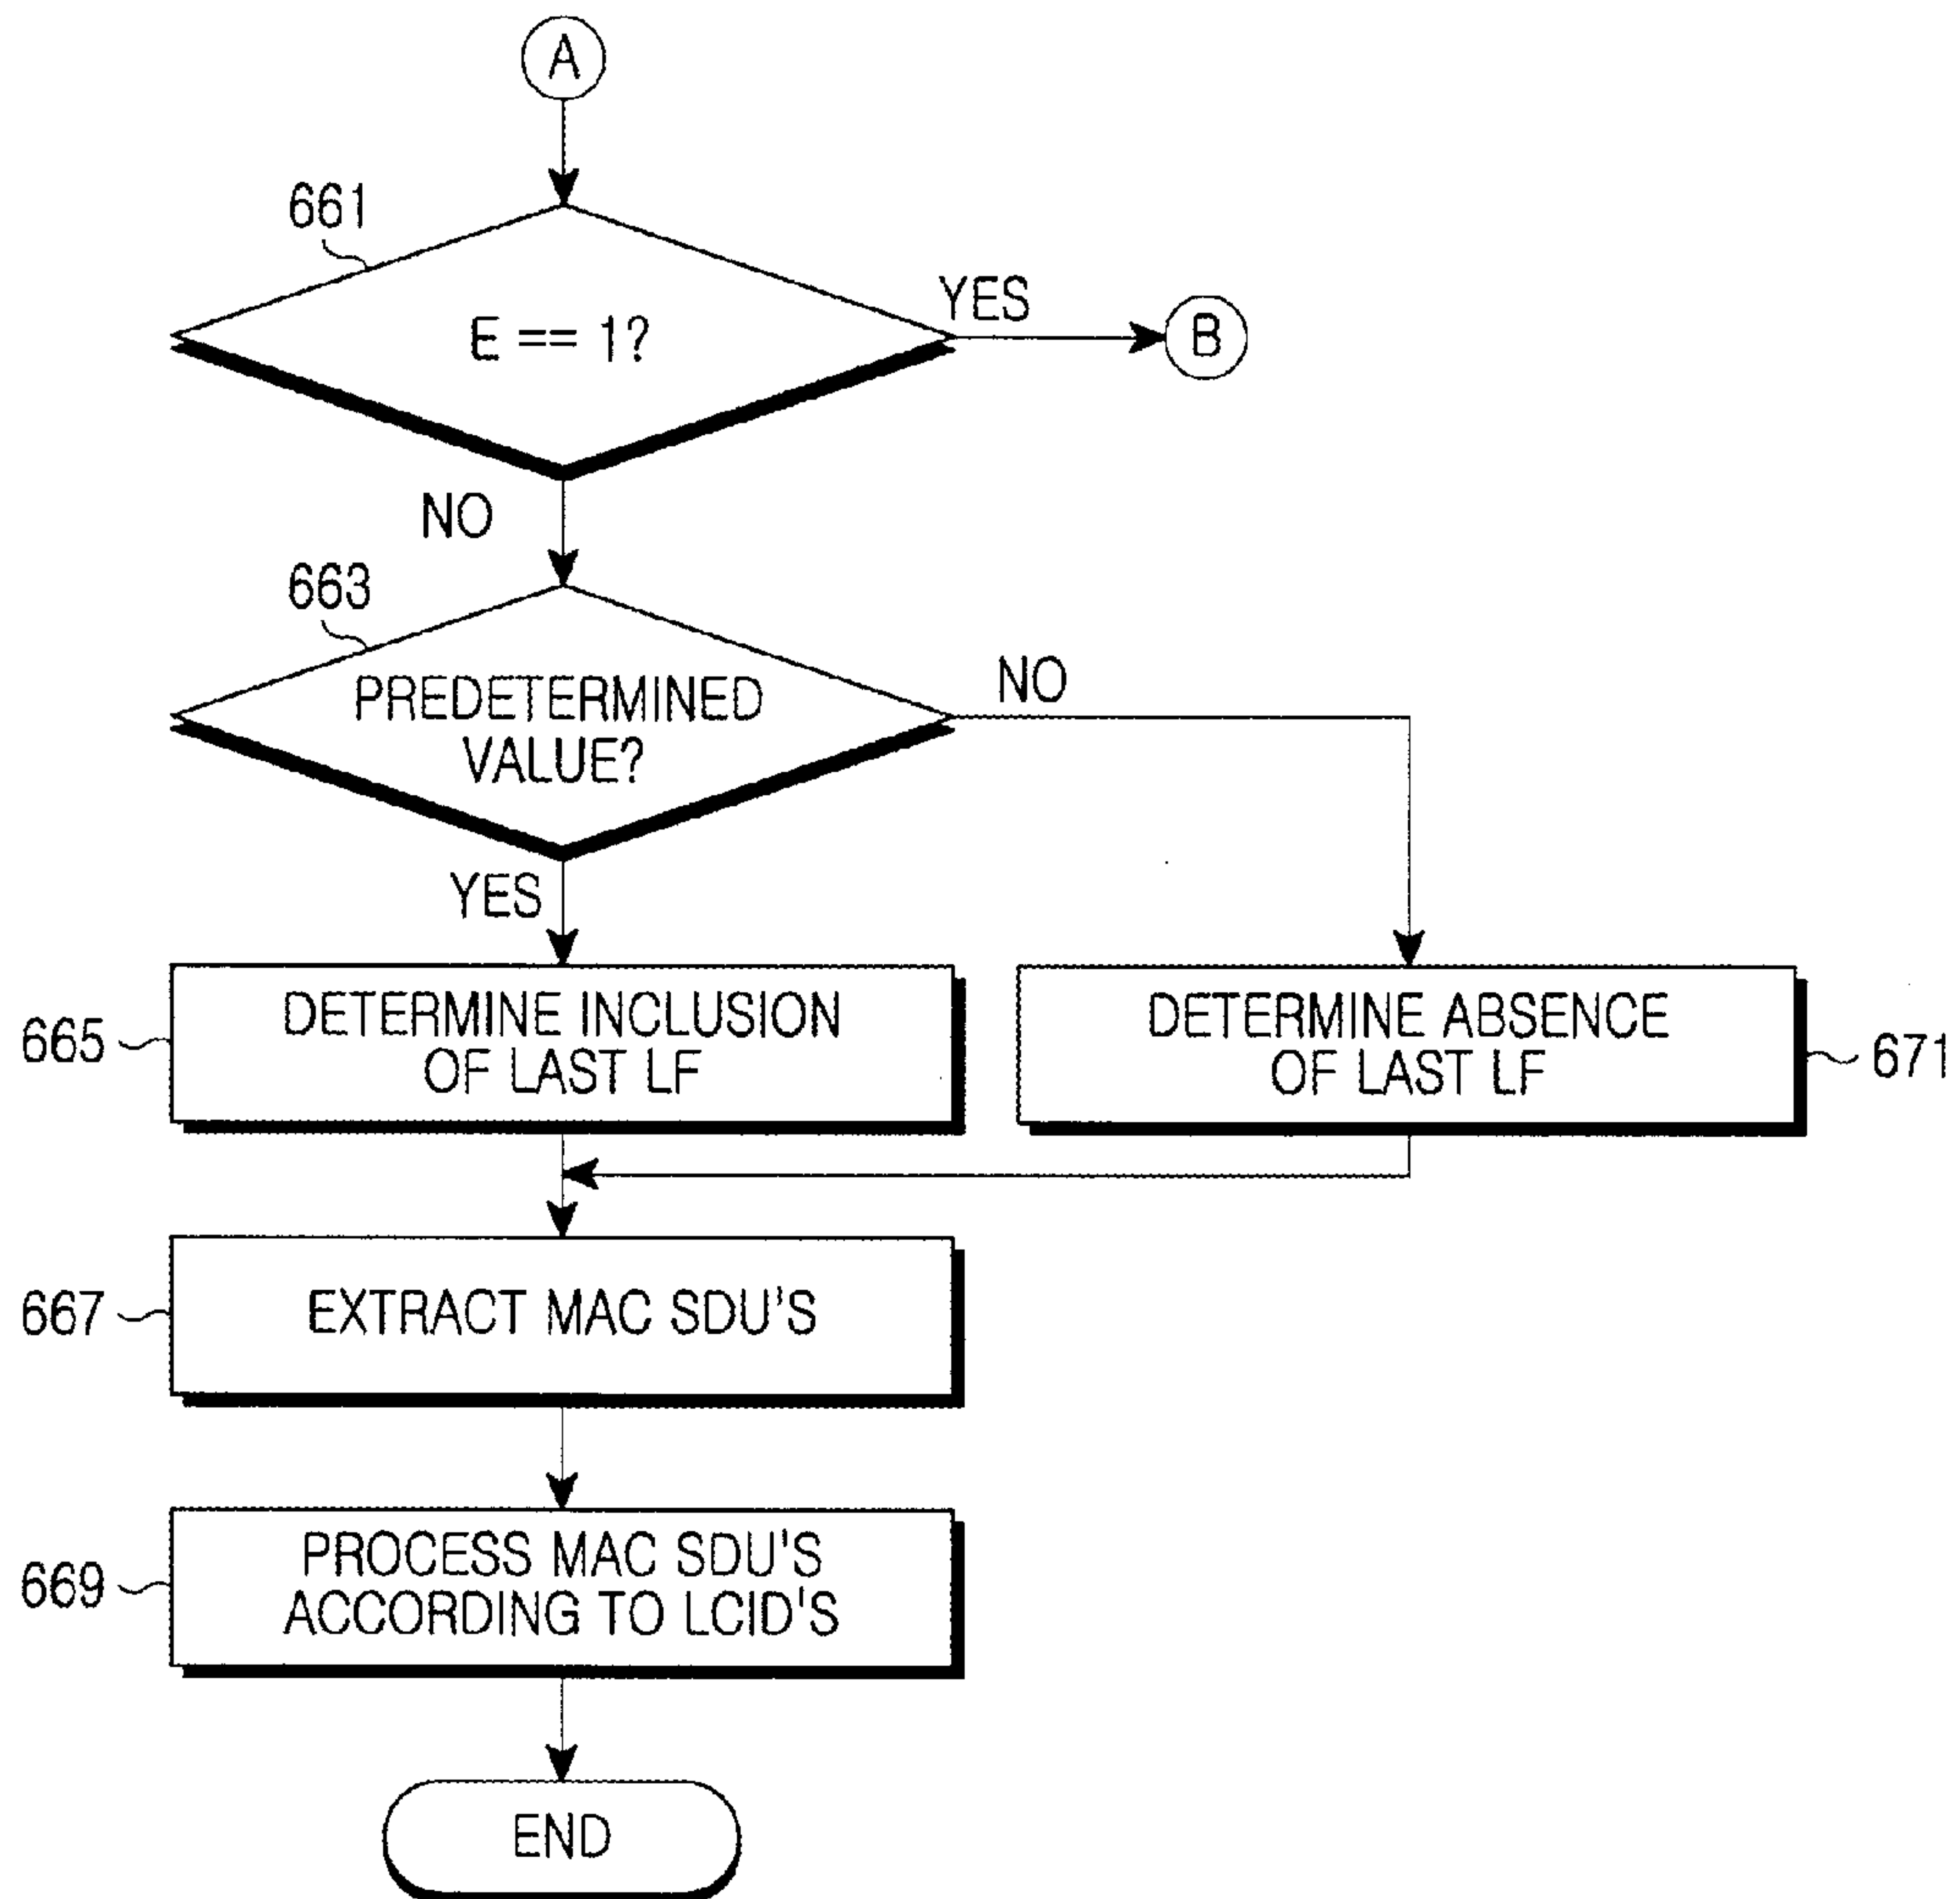 A
661
E == 1?
YES
B
NO
663
PREDETERMINED
VALUE?
NO
YES
665
DETERMINE INCLUSION
OF LAST LF
DETERMINE ABSENCE
OF LAST LF
671
667
EXTRACT MAC SDU'S
669
PROCESS MAC SDU'S
ACCORDING TO LCID'S
END